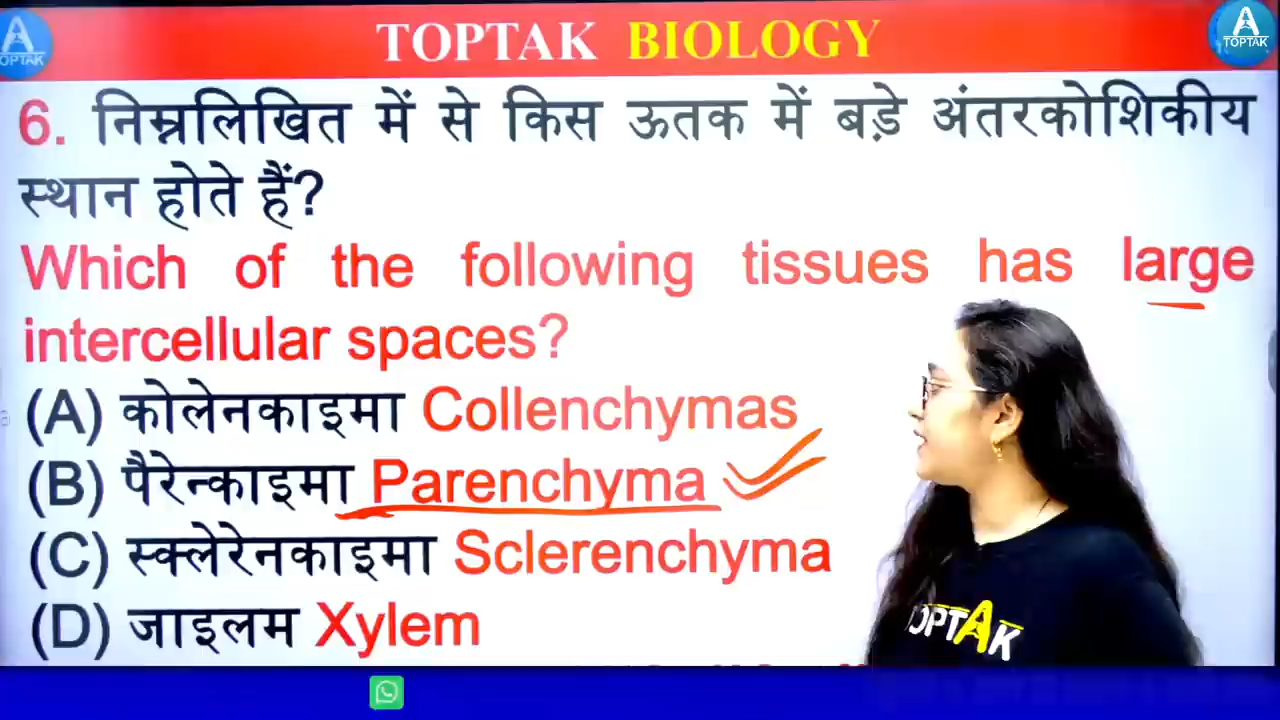 A TOPTAK
TOPTAK BIOLOGY
A TOPTAK
6. निम्नलिखित में से किस ऊतक में बड़े अंतरकोशिकीय
स्थान होते हैं?
Which of the following tissues has large
intercellular spaces?
(A) कोलेनकाइमा Collenchymas
(B) पैरेन्काइमा Parenchyma
(C) स्क्लेरेनकाइमा Sclerenchyma
(D) जाइलम Xylem
TOPTAK